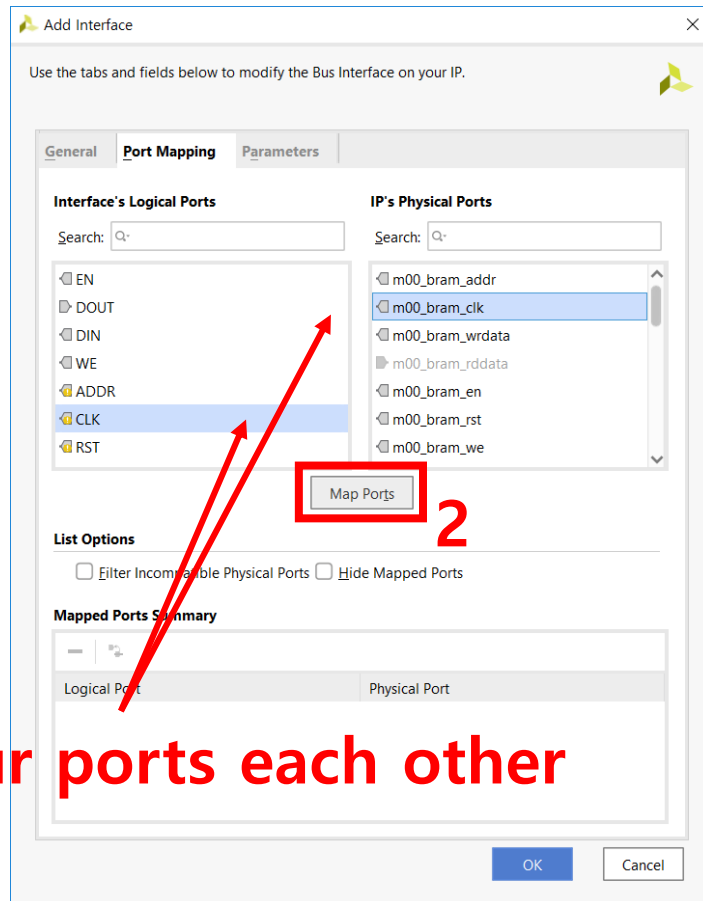 Add Interface
Use the tabs and fields below to modify the Bus Interface on your IP.
General Port Mapping Parameters
Interface's Logical Ports IP's Physical Ports
Search: Search:
EN m00_bram_addr
DOUT m00_bram_clk
DIN m00_bram_wrdata
WE m00_bram_rddata
ADDR m00_bram_en
CLK m00_bram_rst
RST m00_bram_we
Map Ports 2
List Options
Filter Incompatible Physical Ports Hide Mapped Ports
Mapped Ports Summary
Logical Port Physical Port
ports each other
OK Cancel